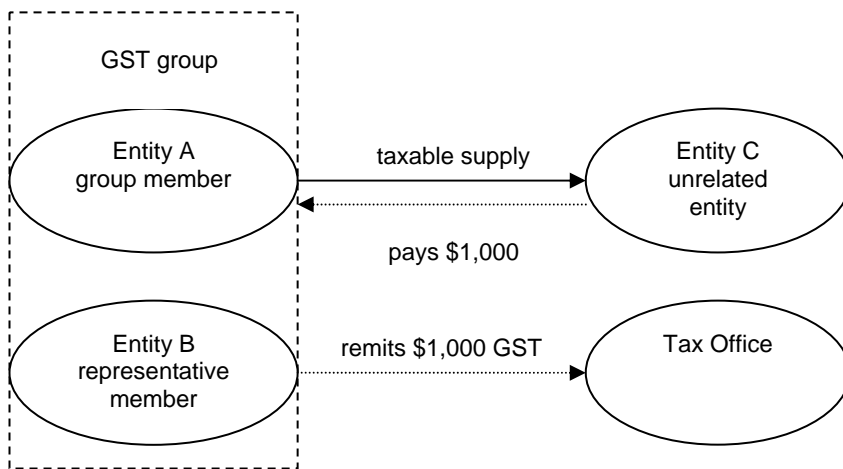 GST group
Entity A
group member
taxable supply
Entity C
unrelated
entity
pays $1,000
Entity B
representative
member
remits $1,000 GST
Tax Office